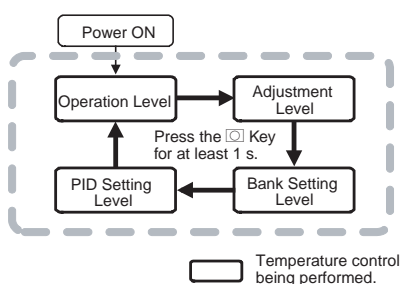 Power ON
Operation Level
Adjustment
Level
Press the Key
for at least 1 s.
PID Setting
Level
Bank Setting
Level
Temperature control
being performed.